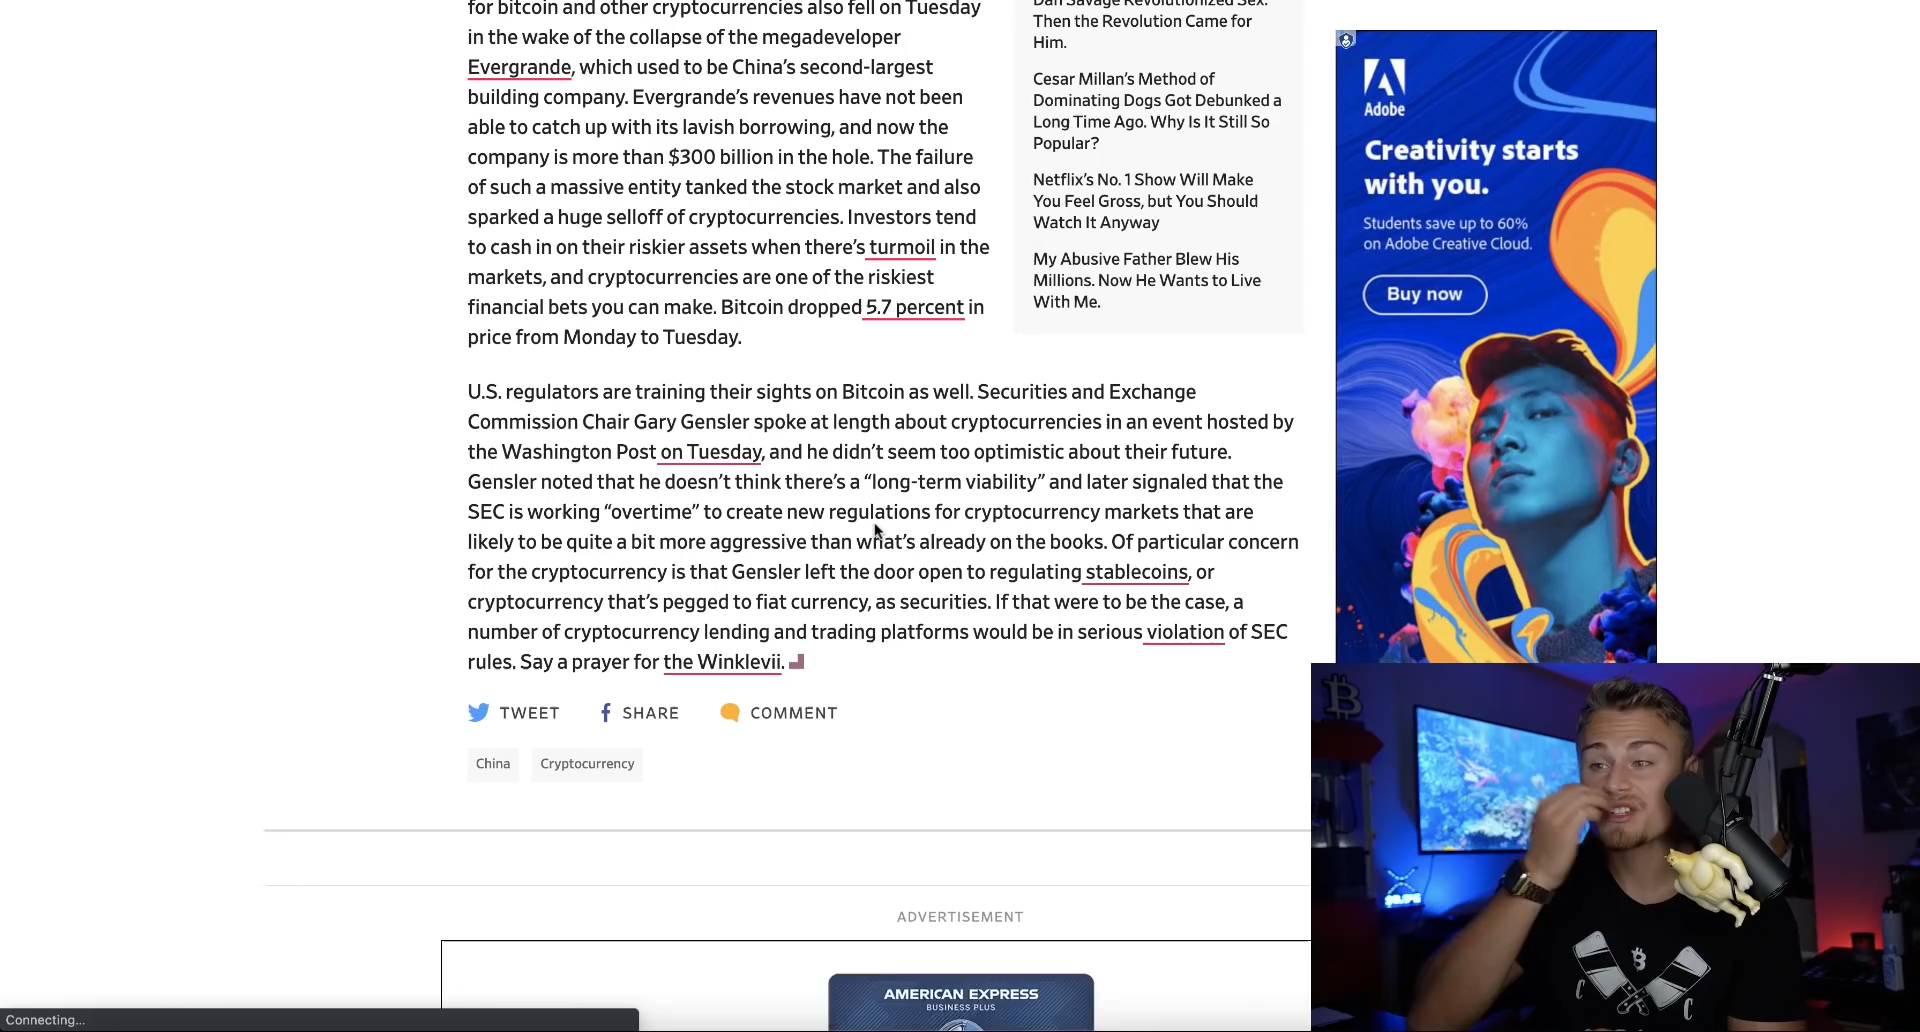 for bitcoin and other cryptocurrencies also fell on Tuesday
in the wake of the collapse of the megadeveloper
Evergrande, which used to be China’s second-largest
building company. Evergrande’s revenues have not been
able to catch up with its lavish borrowing, and now the
company is more than $300 billion in the hole. The failure
of such a massive entity tanked the stock market and also
sparked a huge selloff of cryptocurrencies. Investors tend
to cash in on their riskier assets when there’s turmoil in the
markets, and cryptocurrencies are one of the riskiest
financial bets you can make. Bitcoin dropped 5.7 percent in
price from Monday to Tuesday.
Dan Savage Revolutionized Sex.
Then the Revolution Came for
Him.
Cesar Millan’s Method of
Dominating Dogs Got Debunked a
Long Time Ago. Why Is It Still So
Popular?
Netflix’s No. 1 Show Will Make
You Feel Gross, but You Should
Watch It Anyway
My Abusive Father Blew His
Millions. Now He Wants to Live
With Me.
Adobe
Creativity starts
with you.
Students save up to 60%
on Adobe Creative Cloud.
Buy now
U.S. regulators are training their sights on Bitcoin as well. Securities and Exchange
Commission Chair Gary Gensler spoke at length about cryptocurrencies in an event hosted by
the Washington Post on Tuesday, and he didn’t seem too optimistic about their future.
Gensler noted that he doesn’t think there’s a “long-term viability” and later signaled that the
SEC is working “overtime” to create new regulations for cryptocurrency markets that are
likely to be quite a bit more aggressive than what’s already on the books. Of particular concern
for the cryptocurrency is that Gensler left the door open to regulating stablecoins, or
cryptocurrency that’s pegged to fiat currency, as securities. If that were to be the case, a
number of cryptocurrency lending and trading platforms would be in serious violation of SEC
rules. Say a prayer for the Winklevii.
TWEET SHARE COMMENT
China Cryptocurrency
ADVERTISEMENT
AMERICAN EXPRESS
BUSINESS PLUS
C C
Connecting...